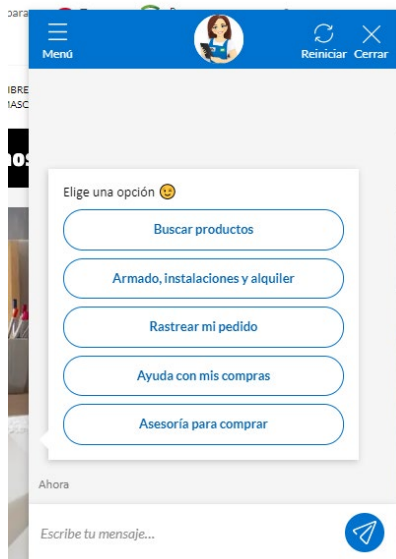 para
Menú
Reiniciar Cerrar
Elige una opción
Buscar productos
Armado, instalaciones y alquiler
Rastrear mi pedido
Ayuda con mis compras
Asesoría para comprar
Ahora
Escribe tu mensaje...